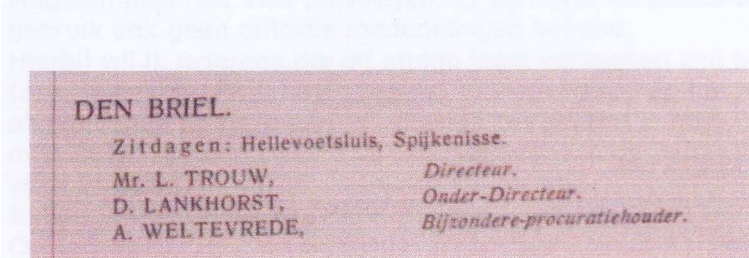 DEN BRIEL.
Zitdagen: Hellevoetsluis, Spijkenisse.
Mr. L. TROUW, Directeur.
D. LANKHORST, Onder-Directeur.
A. WELTEVREDE, Bijzondere-procuratiehouder.